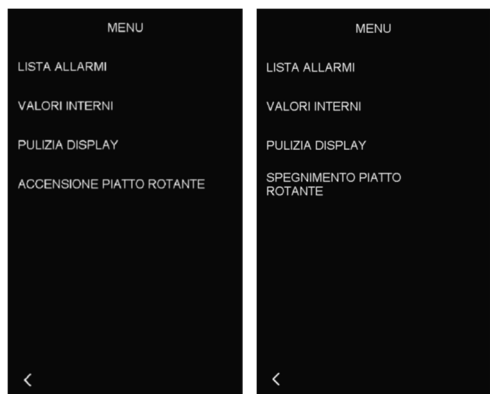 MENU
LISTA ALLARMI
VALORI INTERNI
PULIZIA DISPLAY
ACCENSIONE PIATTO ROTANTE
MENU
LISTA ALLARMI
VALORI INTERNI
PULIZIA DISPLAY
SPEGNIMENTO PIATTO
ROTANTE